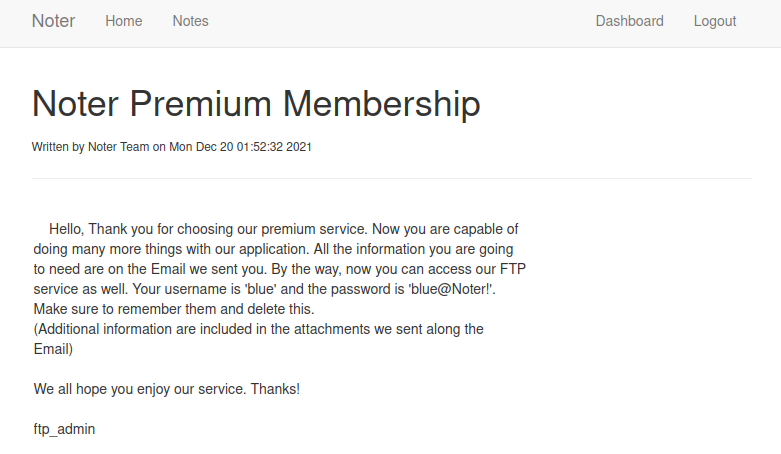 Noter Home Notes Dashboard Logout
Noter Premium Membership
Written by Noter Team on Mon Dec 20 01:52:32 2021
Hello, Thank you for choosing our premium service. Now you are capable of
doing many more things with our application. All the information you are going
to need are on the Email we sent you. By the way, now you can access our FTP
service as well. Your username is 'blue' and the password is 'blue@Noter!'.
Make sure to remember them and delete this.
(Additional information are included in the attachments we sent along the
Email)
We all hope you enjoy our service. Thanks!
ftp_admin